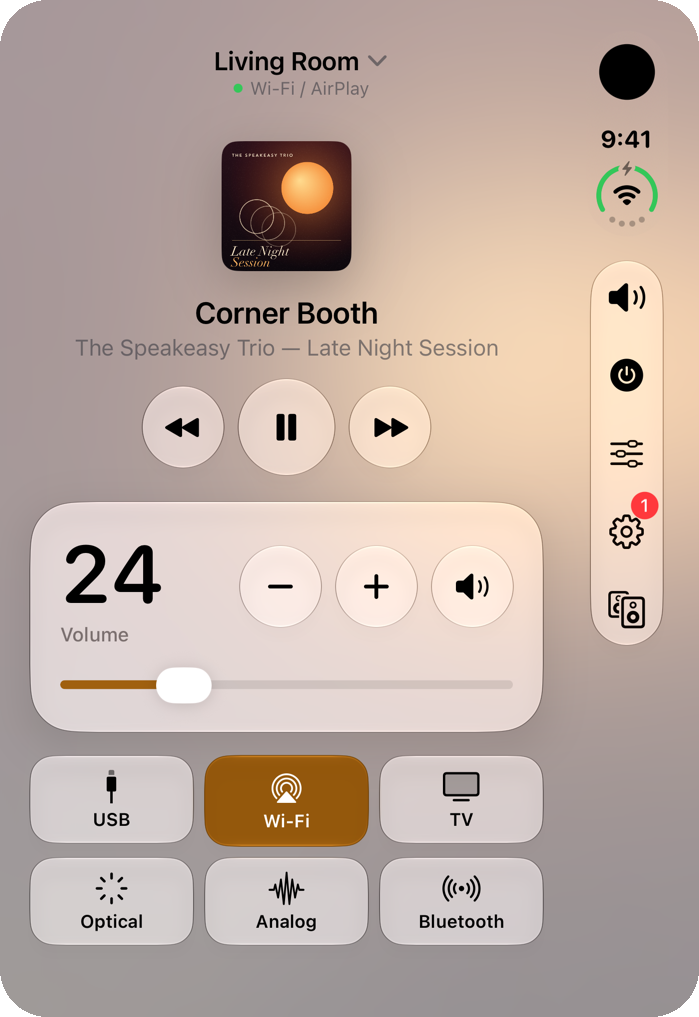 Living Room
Wi-Fi / AirPlay
9:41
THE SPEAKEASY TRIO
Late Night
Session
Corner Booth
The Speakeasy Trio — Late Night Session
1
24
Volume
USB
Wi-Fi
TV
Optical
Analog
Bluetooth